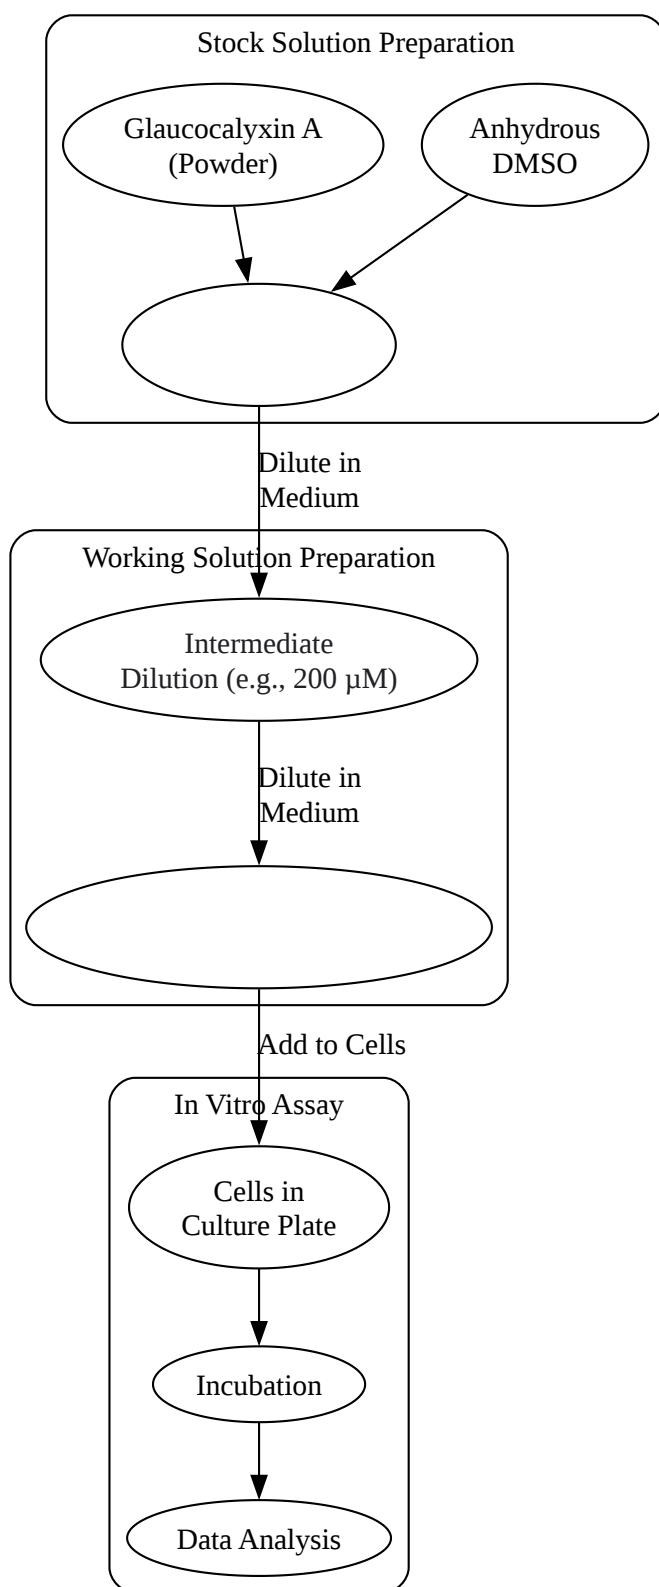 Stock Solution Preparation
Glaucocalyxin A
(Powder)
Anhydrous
DMSO
Dilute in
Medium
Working Solution Preparation
Intermediate
Dilution (e.g., 200 µM)
Dilute in
Medium
Add to Cells
In Vitro Assay
Cells in
Culture Plate
Incubation
Data Analysis